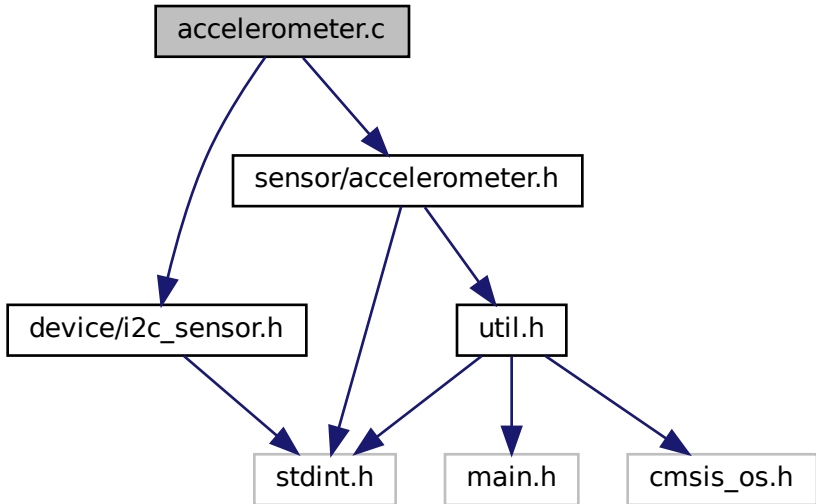 accelerometer.c
sensor/accelerometer.h
device/i2c_sensor.h
util.h
stdint.h
main.h
cmsis_os.h